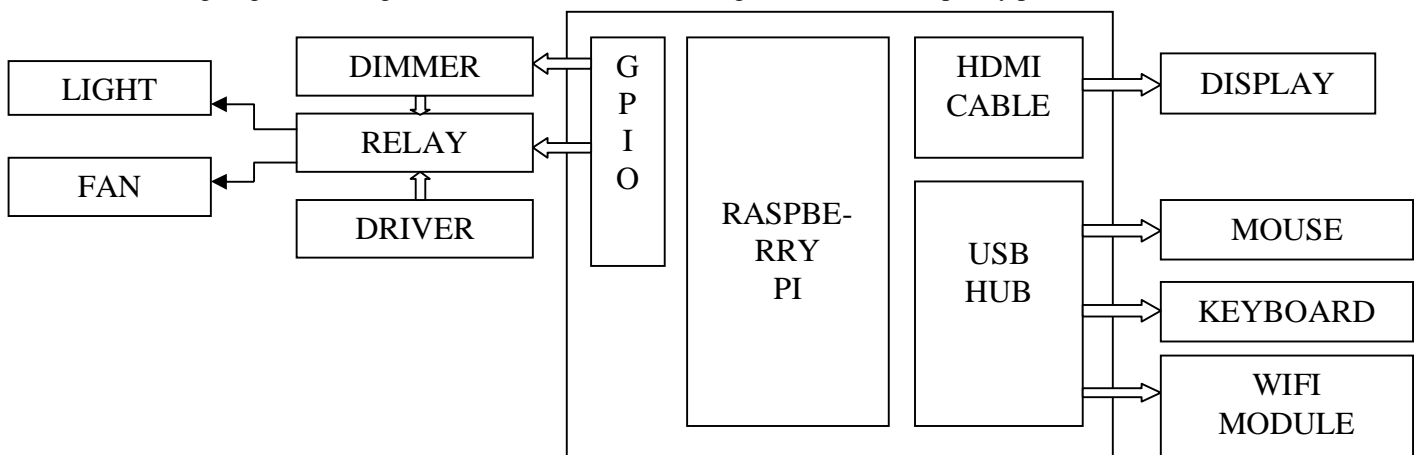 LIGHT
FAN
DIMMER
RELAY
DRIVER
G
P
I
O
RASPBE-
RRY
PI
HDMI
CABLE
USB
HUB
DISPLAY
MOUSE
KEYBOARD
WIFI
MODULE